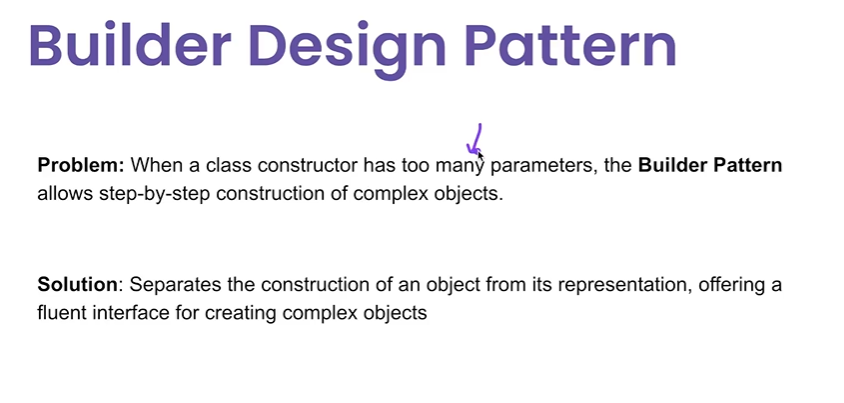 Builder Design Pattern
Problem: When a class constructor has too many parameters, the Builder Pattern
allows step-by-step construction of complex objects.
Solution: Separates the construction of an object from its representation, offering a
fluent interface for creating complex objects